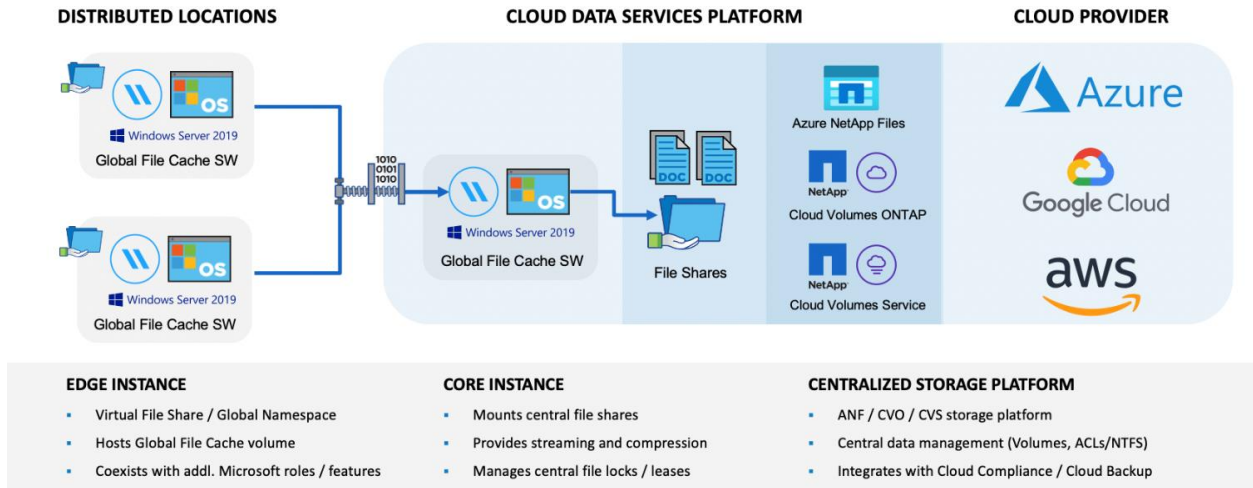 DISTRIBUTED LOCATIONS
CLOUD DATA SERVICES PLATFORM
CLOUD PROVIDER
OS
Windows Server 2019
Global File Cache SW
OS
Windows Server 2019
Global File Cache SW
1010
0101
1010
OS
Windows Server 2019
Global File Cache SW
DOC
DOC
File Shares
Azure NetApp Files
NetApp
Cloud Volumes ONTAP
NetApp
Cloud Volumes Service
Azure
Google Cloud
aws
EDGE INSTANCE
▪ Virtual File Share / Global Namespace
▪ Hosts Global File Cache volume
▪ Coexists with addl. Microsoft roles / features
CORE INSTANCE
▪ Mounts central file shares
▪ Provides streaming and compression
▪ Manages central file locks / leases
CENTRALIZED STORAGE PLATFORM
▪ ANF / CVO / CVS storage platform
▪ Central data management (Volumes, ACLs/NTFS)
▪ Integrates with Cloud Compliance / Cloud Backup